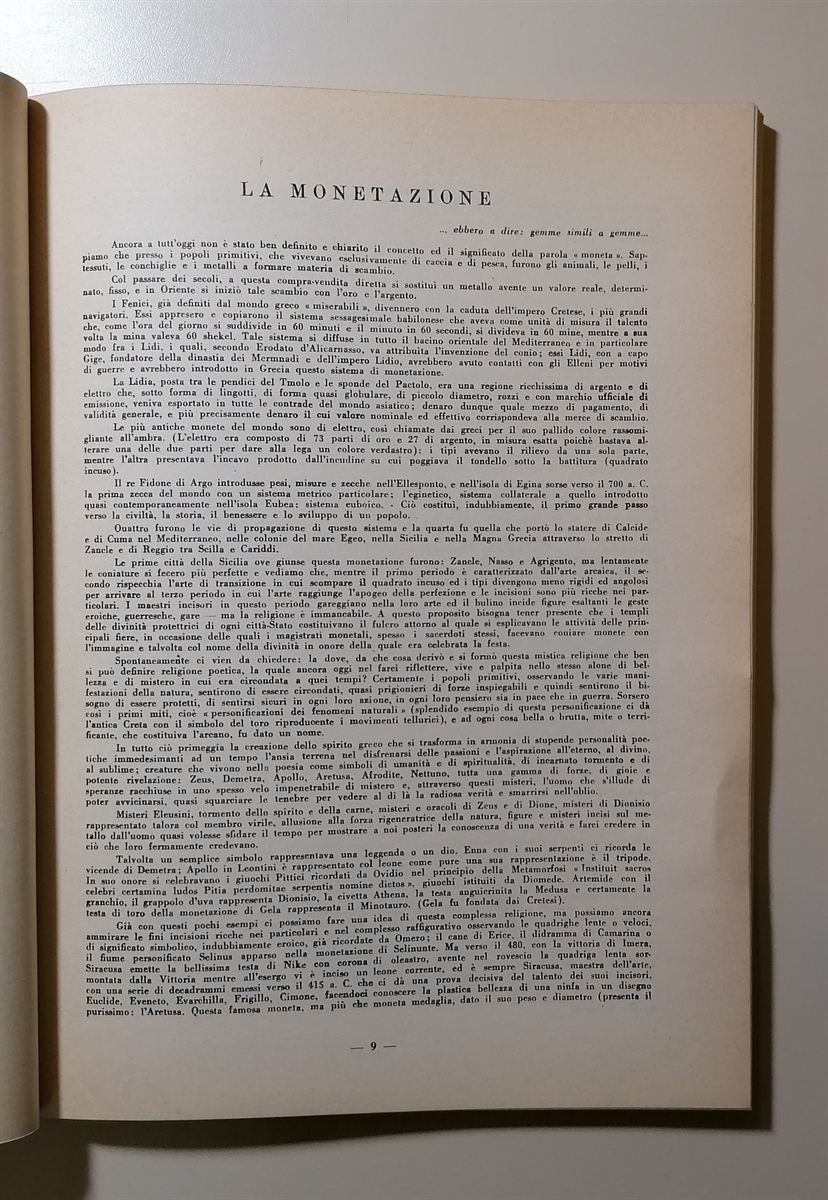 LA MONETAZIONE
... ebbero a dire: gemme simili a gemme...
Ancora a tutt'oggi non è stato ben definito e chiarito il concetto ed il significato della parola « moneta ». Sap-
piamo che presso i popoli primitivi, che vivevano esclusivamente di caccia e di pesca, furono gli animali, le pelli, i
tessuti, le conchiglie e i metalli a formare materia di scambio.
Col passare dei secoli, a questa compra-vendita diretta si sostituì un metallo avente un valore reale, determi-
nato, fisso, e in Oriente si iniziò tale scambio con l'oro e l'argento.
I Fenici, già definiti dal mondo greco « miserabili », divennero con la caduta dell'impero Cretese, i più grandi
navigatori. Essi appresero e copiarono il sistema sessagesimale babilonese che aveva come unità di misura il talento
che, come l'ora del giorno si suddivide in 60 minuti e il minuto in 60 secondi, si divideva in 60 mine, mentre a sua
volta la mina valeva 60 shekel. Tale sistema si diffuse in tutto il bacino orientale del Mediterraneo e in particolare
modo fra i Lidi, i quali, secondo Erodato d'Alicarnasso, va attribuita l'invenzione del conio; essi Lidi, con a capo
Gige, fondatore della dinastia dei Mermnadi e dell'impero Lidio, avrebbero avuto contati con gli Elleni per motivi
di guerre e avrebbero introdotto in Grecia questo sistema di monetazione.
La Lidia, posta tra le pendici del Tmolo e le sponde del Pactolo, era una regione ricchissima di argento e di
elettro che, sotto forma di lingotti, di forma quasi globulare, di piccolo diametro, rozzi e con marchio ufficiale di
emissione, veniva esportato in tutte le contrade del mondo asiatico; denaro dunque quale mezzo di pagamento, di
validità generale, e più precisamente denaro il cui valore nominale ed effettivo corrispondeva alla merce di scambio.
Le più antiche monete del mondo sono di elettro, così chiamate dai greci per il suo pallido colore rassomi-
gliante all'ambra. (L'elettro era composto di 73 parti di oro e 27 di argento, in misura esatta poichè bastava al-
terare una delle due parti per dare alla lega un colore verdastro): i tipi avevano il rilievo da una sola parte,
mentre l'altra presentava l'incavo prodotto dall'incudine su cui poggiava il tondello sotto la battitura (quadrato
incuso).
Il re Fidone di Argo introdusse pesi, misure e zecche nell'Ellesponto, e nell'isola di Egina sorse verso il 700 a. C.
la prima zecca del mondo con un sistema metrico particolare; l'eginetico, sistema collaterale a quello introdotto
quasi contemporaneamente nell'isola Eubea: sistema euboico. - Ciò costituì, indubbiamente, il primo grande passo
verso la civiltà, la storia, il benessere e lo sviluppo di un popolo.
Quattro furono le vie di propagazione di questo sistema e la quarta fu quella che portò lo statere di Calcide
e di Cuma nel Mediterraneo, nelle colonie del mare Egeo, nella Sicilia e nella Magna Grecia attraverso lo stretto di
Zancle e di Reggio tra Scilla e Cariddi.
Le prime città della Sicilia ove giunse questa monetazione furono: Zancle, Nasso e Agrigento, ma lentamente
le coniature si fecero più perfette e vediamo che, mentre il primo periodo è caratterizzato dall'arte arcaica, il se-
condo rispecchia l'arte di transizione in cui scompare il quadrato incuso ed i tipi divengono meno rigidi ed angolosi
per arrivare al terzo periodo in cui l'arte raggiunge l'apogeo della perfezione e le incisioni sono più ricche nei par-
ticolari. I maestri incisori in questo periodo gareggiano nella loro arte ed il bulino incide figure esaltanti le geste
eroiche, guerresche, gare — ma la religione è immancabile. A questo proposito bisogna tener presente che i templi
delle divinità protettrici di ogni città-Stato costituivano il fulcro attorno al quale si esplicavano le attività delle prin-
cipali fiere, in occasione delle quali i magistrati monetali, spesso i sacerdoti stessi, facevano coniare monete con
l'immagine e talvolta col nome della divinità in onore della quale era celebrata la festa.
Spontaneamente ci vien da chiedere: la dove, da che cosa derivò e si formò questa mistica religione che ben
si può definire religione poetica, la quale ancora oggi nel farci riflettere, vive e palpita nello stesso alone di bel-
lezza e di mistero in cui era circondata a quei tempi? Certamente i popoli primitivi, osservando le varie mani-
festazioni della natura, sentirono di essere circondati, quasi prigionieri di forze inspiegabili e quindi sentirono il bi-
sogno di essere protetti, di sentirsi sicuri in ogni loro azione, in ogni loro pensiero sia in pace che in guerra. Sorsero
così i primi miti, cioè « personificazioni dei fenomeni naturali » (splendido esempio di questa personificazione ci dà
l'antica Creta con il simbolo del toro riproducente i movimenti tellurici), e ad ogni cosa bella o brutta, mite o terri-
ficante, che costituiva l'arcano, fu dato un nome.
In tutto ciò primeggia la creazione dello spirito greco che si trasforma in armonia di stupende personalità poe-
tiche immedesimanti ad un tempo l'ansia terrena nel disfrenarsi delle passioni e l'aspirazione all'eterno, al divino,
al sublime; creature che vivono nella poesia come simboli di umanità e di spiritualità, di incarnato tormento e di
potente rivelazione: Zeus, Demetra, Apollo, Aretusa, Afrodite, Nettuno, tutta una gamma di forze, di gioie e
speranze racchiuse in uno spesso velo impenetrabile di mistero e, attraverso questi misteri, l'uomo che s'illude di
poter avvicinarsi, quasi squarciare le tenebre per vedere al di là la radiosa verità e smarrirsi nell'oblio.
Misteri Eleusini, tormento dello spirito e della carne, misteri e oracoli di Zeus e di Dione, misteri di Dionisio
rappresentato talora col membro virile, allusione alla forza rigeneratrice della natura, figure e misteri incisi sul me-
tallo dall'uomo quasi volesse sfidare il tempo per mostrare a noi posteri la conoscenza di una verità e farci credere in
ciò che loro fermamente credevano.
Talvolta un semplice simbolo rappresentava una leggenda o un dio. Enna con i suoi serpenti ci ricorda le
vicende di Demetra; Apollo in Leontini è rappresentato col leone come pure una sua rappresentazione è il tripode.
In suo onore si celebravano i giuochi Pittici ricordati da Ovidio nel principio della Metamorfosi « Instituit sacros
celebri certamina ludos Pitia perdomitae serpentis nomine dictos », giuochi istituiti da Diomede. Artemide con il
granchio, il grappolo d'uva rappresenta Dionisio, la civetta Athena, la testa anguicrinita la Medusa e certamente la
testa di toro della monetazione di Gela rappresenta il Minotauro. (Gela fu fondata dai Cretesi).
Già con questi pochi esempi ci possiamo fare una idea di questa complessa religione, ma possiamo ancora
ammirare le fini incisioni ricche nei particolari e nel complesso raffigurativo osservando le quadrighe lente o veloci,
di significato simbolico, indubbiamente eroico, già ricordate da Omero; il cane di Erice, il didramma di Camarina o
il fiume personificato Selinus apparso nella monetazione di Selinunte. Ma verso il 480, con la vittoria di Imera,
Siracusa emette la bellissima testa di Nike con corona di oleastro, avente nel rovescio la quadriga lenta sor-
montata dalla Vittoria mentre all'esergo vi è inciso un leone corrente, ed è sempre Siracusa, maestra dell'arte,
con una serie di decadrammi emessi verso il 415 a. C. che ci dà una prova decisiva del talento dei suoi incisori,
Euclide, Eveneto, Evarchilla, Frigillo, Cimone, facendoci conoscere la plastica bellezza di una ninfa in un disegno
purissimo: l'Aretusa. Questa famosa moneta, ma più che moneta medaglia, dato il suo peso e diametro (presenta il
— 9 —